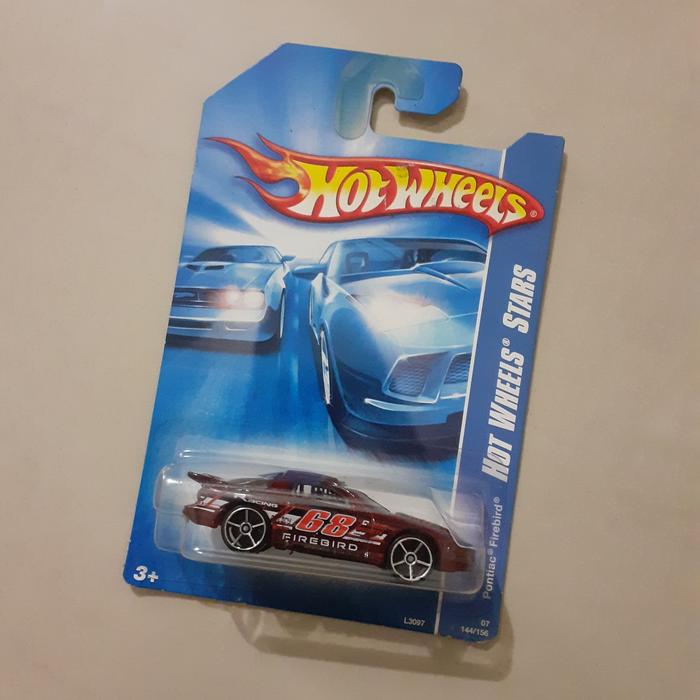 HOT WHEELS®
HOT WHEELS® STARS
Pontiac® Firebird®
RACING
68
FIREBIRD
3+
L3097
07
144/156